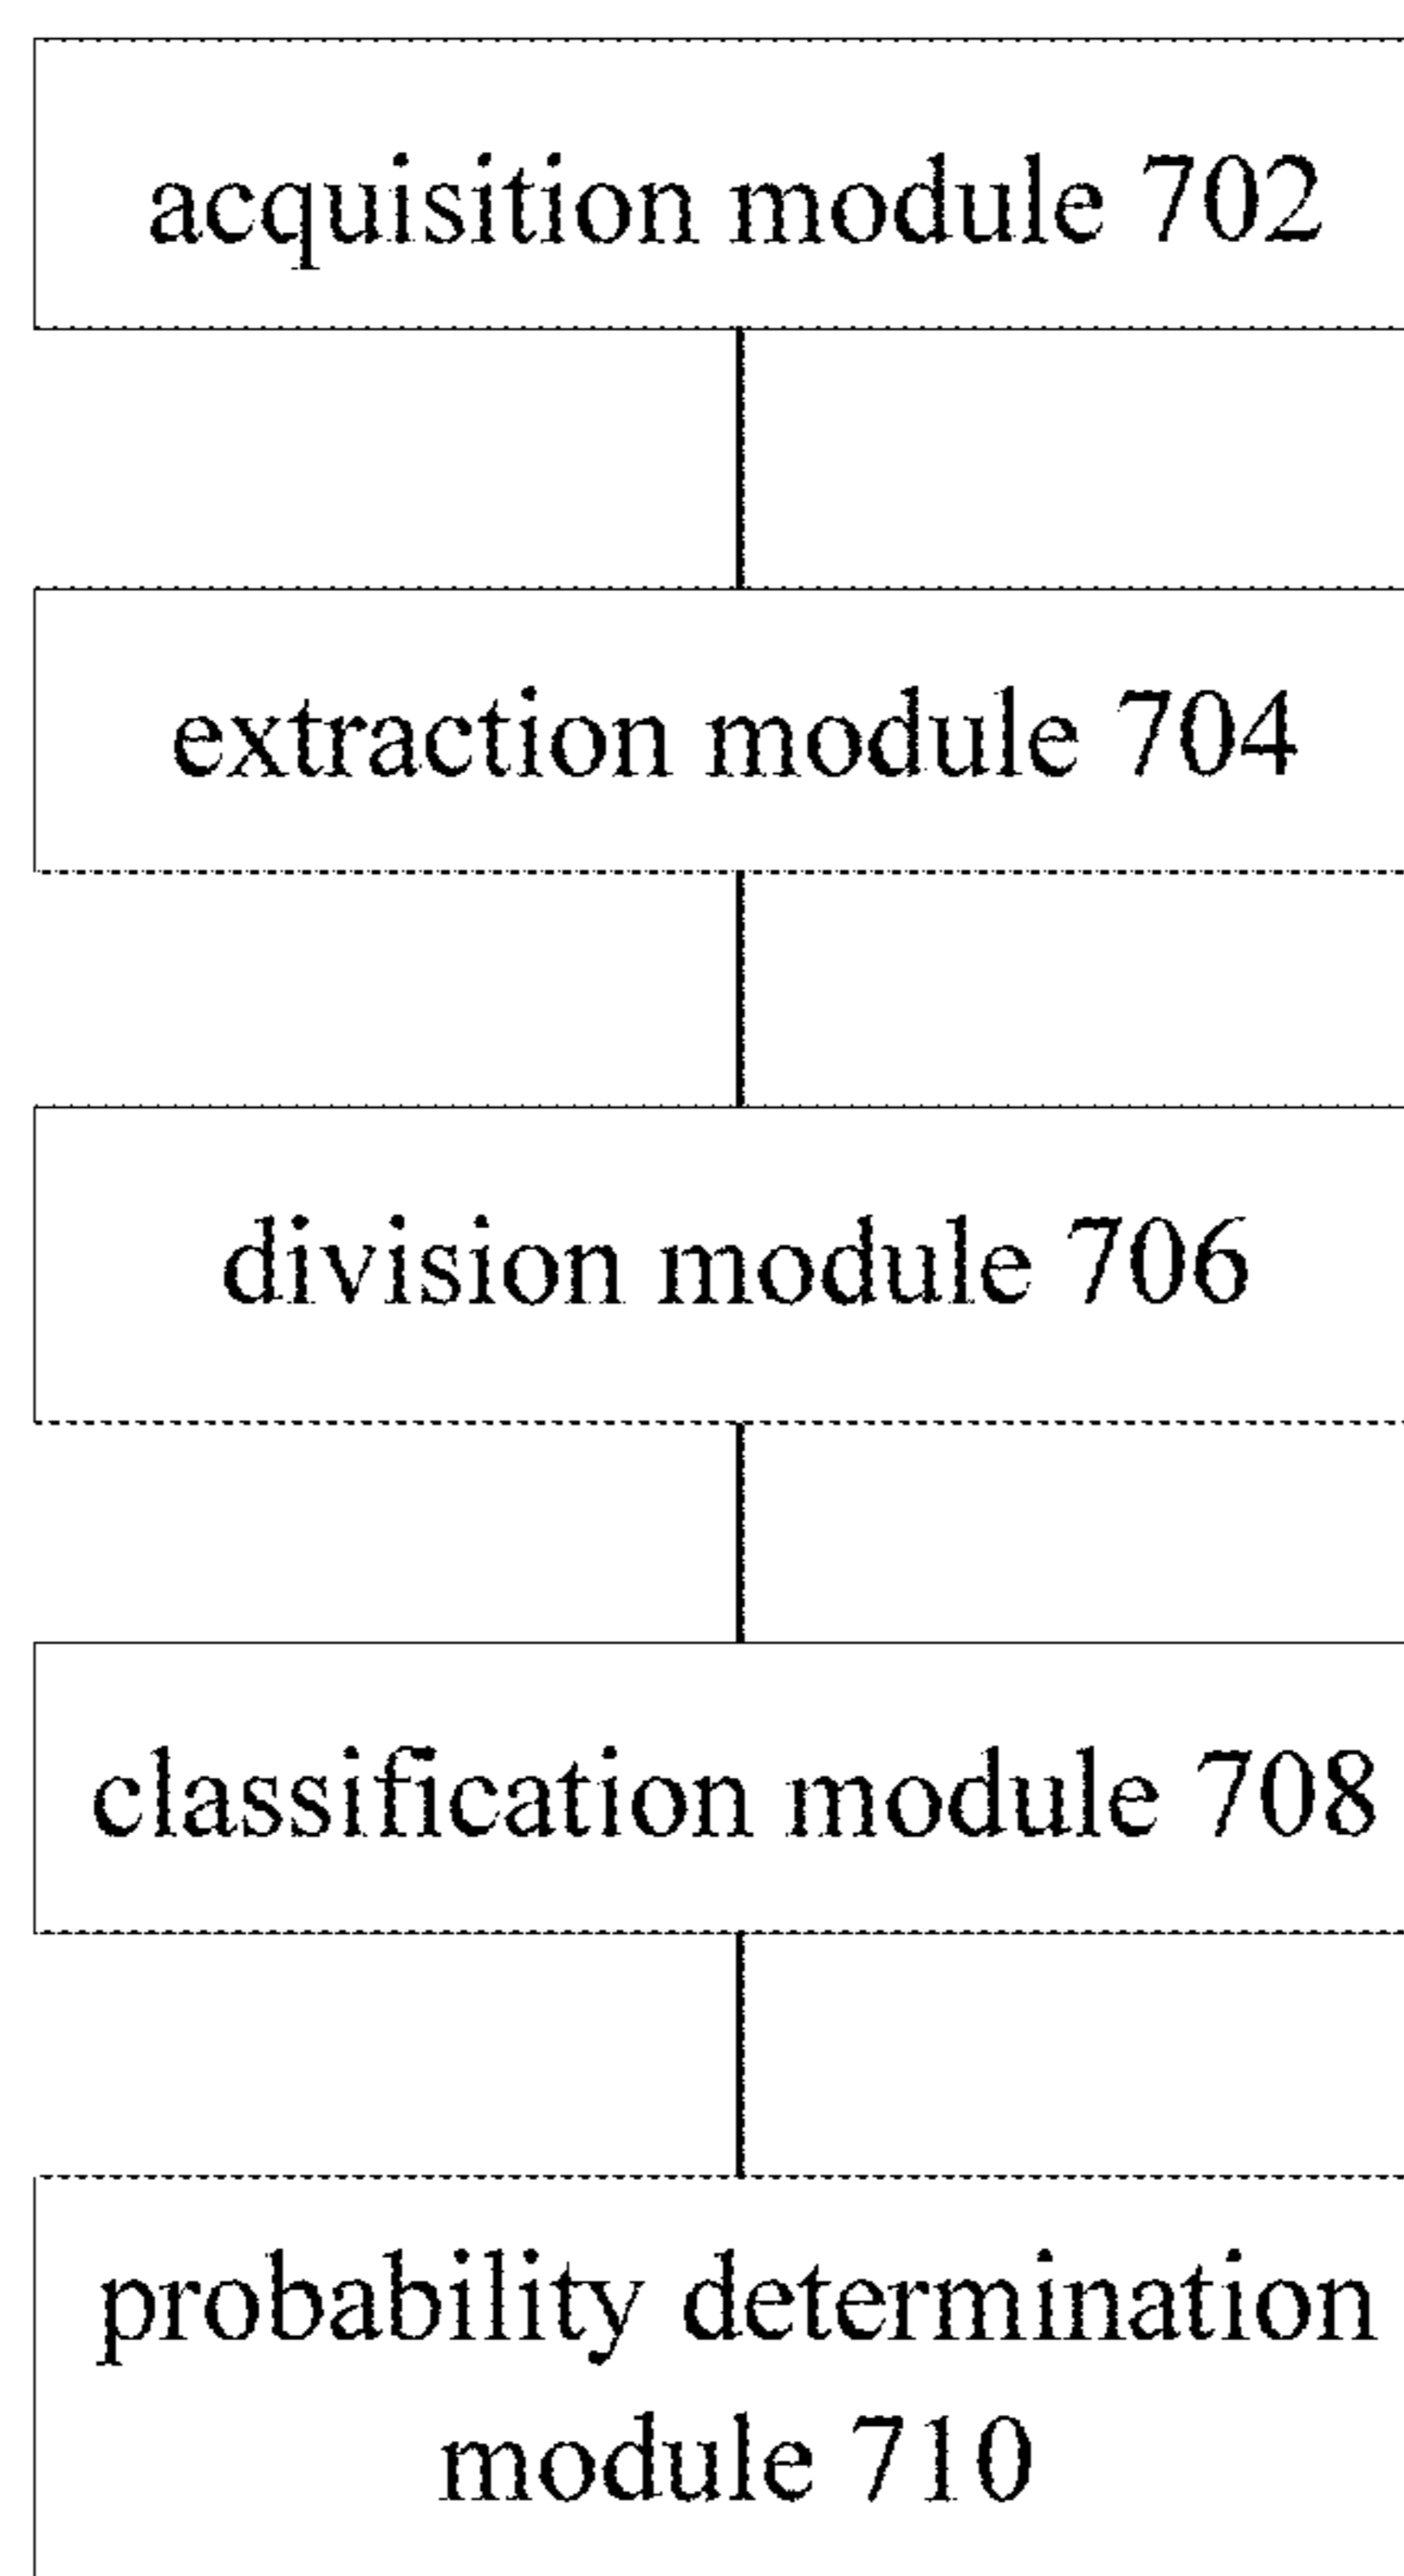 acquisition module 702
extraction module 704
division module 706
classification module 708
probability determination
module 710